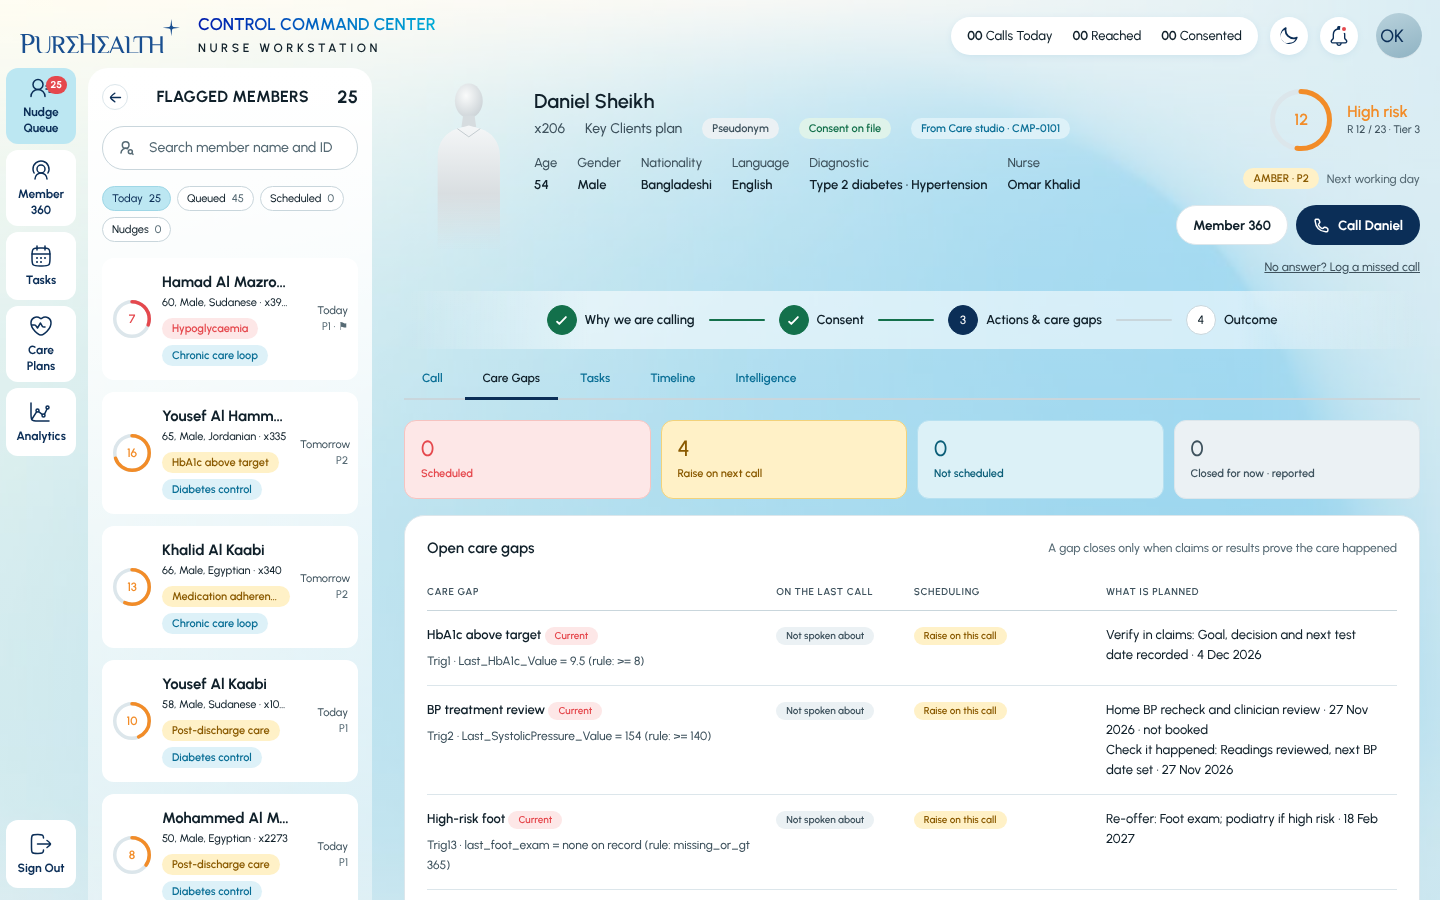 PUREHEALTH
CONTROL COMMAND CENTER
NURSE WORKSTATION
00 Calls Today 00 Reached 00 Consented
OK
25
Nudge
Queue
Member
360
Tasks
Care
Plans
Analytics
Sign Out
FLAGGED MEMBERS 25
Search member name and ID
Today 25 Queued 45 Scheduled 0
Nudges 0
Hamad Al Mazro...
60, Male, Sudanese · x39...
7
Hypoglycaemia
Chronic care loop
Today
P1 · ⚑
Yousef Al Hamm...
65, Male, Jordanian · x335
16
HbA1c above target
Diabetes control
Tomorrow
P2
Khalid Al Kaabi
66, Male, Egyptian · x340
13
Medication adheren...
Chronic care loop
Tomorrow
P2
Yousef Al Kaabi
58, Male, Sudanese · x10...
10
Post-discharge care
Diabetes control
Today
P1
Mohammed Al M...
50, Male, Egyptian · x2273
8
Post-discharge care
Diabetes control
Today
P1
Daniel Sheikh
x206 Key Clients plan Pseudonym Consent on file From Care studio · CMP-0101
Age Gender Nationality Language Diagnostic Nurse
54 Male Bangladeshi English Type 2 diabetes · Hypertension Omar Khalid
12
High risk
R 12 / 23 · Tier 3
AMBER · P2 Next working day
Member 360 Call Daniel
No answer? Log a missed call
Why we are calling Consent 3 Actions & care gaps 4 Outcome
Call Care Gaps Tasks Timeline Intelligence
0
Scheduled
4
Raise on next call
0
Not scheduled
0
Closed for now · reported
Open care gaps
A gap closes only when claims or results prove the care happened
CARE GAP ON THE LAST CALL SCHEDULING WHAT IS PLANNED
HbA1c above target Current
Trig1 · Last_HbA1c_Value = 9.5 (rule: >= 8)
Not spoken about
Raise on this call
Verify in claims: Goal, decision and next test
date recorded · 4 Dec 2026
BP treatment review Current
Trig2 · Last_SystolicPressure_Value = 154 (rule: >= 140)
Not spoken about
Raise on this call
Home BP recheck and clinician review · 27 Nov
2026 · not booked
Check it happened: Readings reviewed, next BP
date set · 27 Nov 2026
High-risk foot Current
Trig13 · last_foot_exam = none on record (rule: missing_or_gt
365)
Not spoken about
Raise on this call
Re-offer: Foot exam; podiatry if high risk · 18 Feb
2027